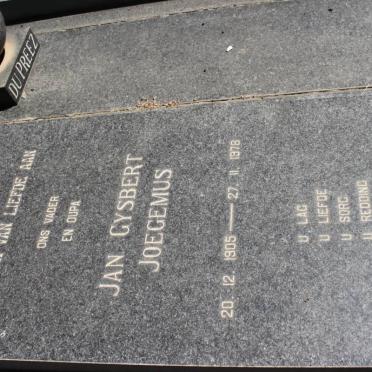 DU PREEZ
VAN LIEFDE AAN
ONS VADER
EN OUPA
JAN GYSBERT
JOEGEMUS
20. 12. 1905 — 27. 11. 1978
U LAG
U LIEFDE
U SORG
U REDDING